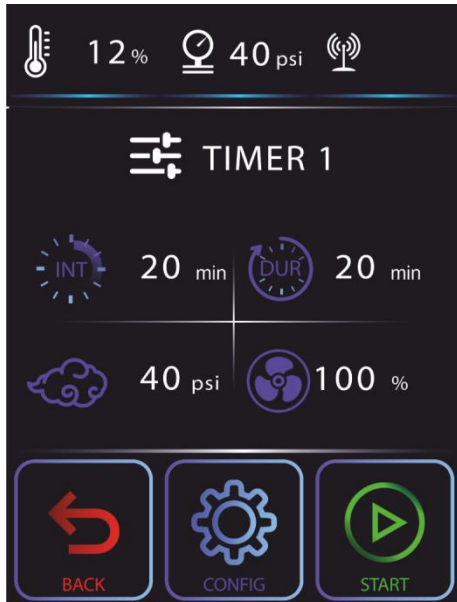 12% 40 psi
TIMER 1
INT 20 min DUR 20 min
40 psi 100 %
BACK CONFIG START